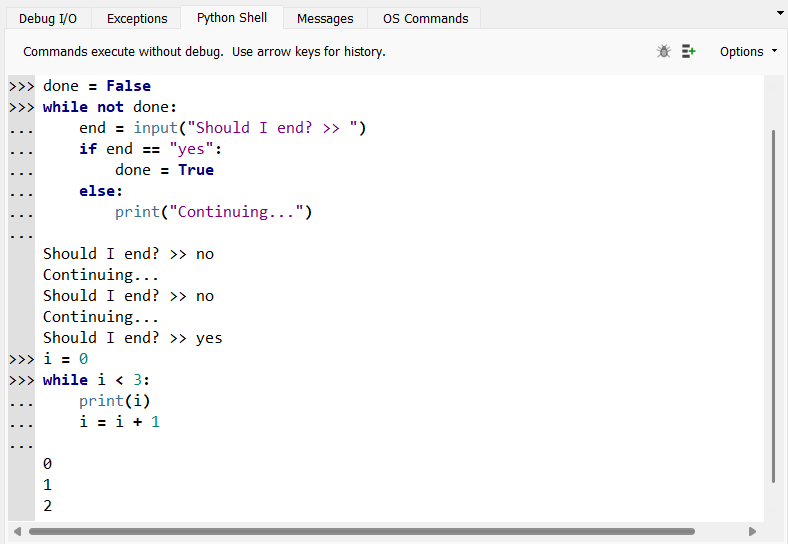 Debug I/O Exceptions Python Shell Messages OS Commands
Commands execute without debug.  Use arrow keys for history. Options
>>> done = False
>>> while not done:
...     end = input("Should I end? >> ")
...     if end == "yes":
...         done = True
...     else:
...         print("Continuing...")
...
Should I end? >> no
Continuing...
Should I end? >> no
Continuing...
Should I end? >> yes
>>> i = 0
>>> while i < 3:
...     print(i)
...     i = i + 1
...
0
1
2